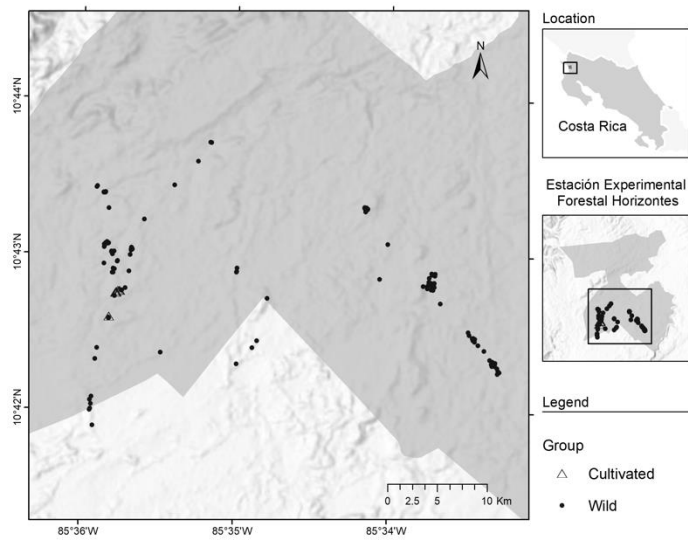 10°44'N
10°43'N
10°42'N
85°36'W
85°35'W
85°34'W
N
0 2.5 5 10 Km
Location
Costa Rica
Estación Experimental
Forestal Horizontes
Legend
Group
Cultivated
Wild